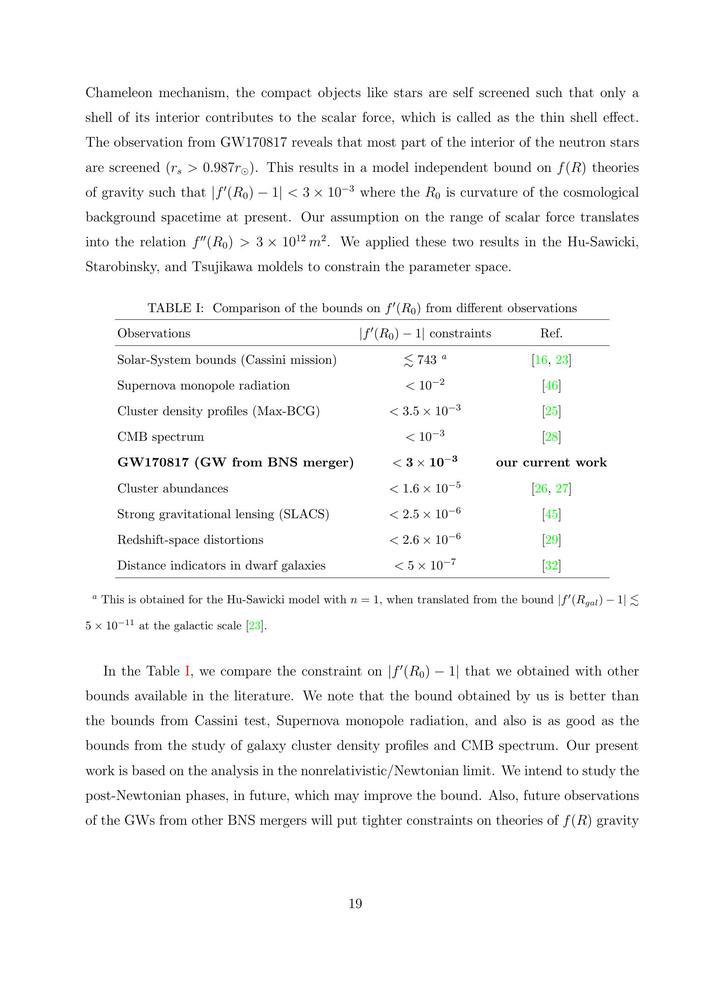 Chameleon mechanism, the compact objects like stars are self screened such that only a
shell of its interior contributes to the scalar force, which is called as the thin shell effect.
The observation from GW170817 reveals that most part of the interior of the neutron stars
are screened (r_s > 0.987r_⊙). This results in a model independent bound on f(R) theories
of gravity such that |f′(R_0) − 1| < 3 × 10^{−3} where the R_0 is curvature of the cosmological
background spacetime at present. Our assumption on the range of scalar force translates
into the relation f″(R_0) > 3 × 10^{12} m^2. We applied these two results in the Hu-Sawicki,
Starobinsky, and Tsujikawa moldels to constrain the parameter space.
TABLE I: Comparison of the bounds on f′(R_0) from different observations
Observations |f′(R_0) − 1| constraints Ref.
Solar-System bounds (Cassini mission) ≲ 743 ^a [16, 23]
Supernova monopole radiation < 10^{−2} [46]
Cluster density profiles (Max-BCG) < 3.5 × 10^{−3} [25]
CMB spectrum < 10^{−3} [28]
GW170817 (GW from BNS merger) < 3 × 10^{−3} our current work
Cluster abundances < 1.6 × 10^{−5} [26, 27]
Strong gravitational lensing (SLACS) < 2.5 × 10^{−6} [45]
Redshift-space distortions < 2.6 × 10^{−6} [29]
Distance indicators in dwarf galaxies < 5 × 10^{−7} [32]
^a This is obtained for the Hu-Sawicki model with n = 1, when translated from the bound |f′(R_{gal}) − 1| ≲
5 × 10^{−11} at the galactic scale [23].
In the Table I, we compare the constraint on |f′(R_0) − 1| that we obtained with other
bounds available in the literature. We note that the bound obtained by us is better than
the bounds from Cassini test, Supernova monopole radiation, and also is as good as the
bounds from the study of galaxy cluster density profiles and CMB spectrum. Our present
work is based on the analysis in the nonrelativistic/Newtonian limit. We intend to study the
post-Newtonian phases, in future, which may improve the bound. Also, future observations
of the GWs from other BNS mergers will put tighter constraints on theories of f(R) gravity
19